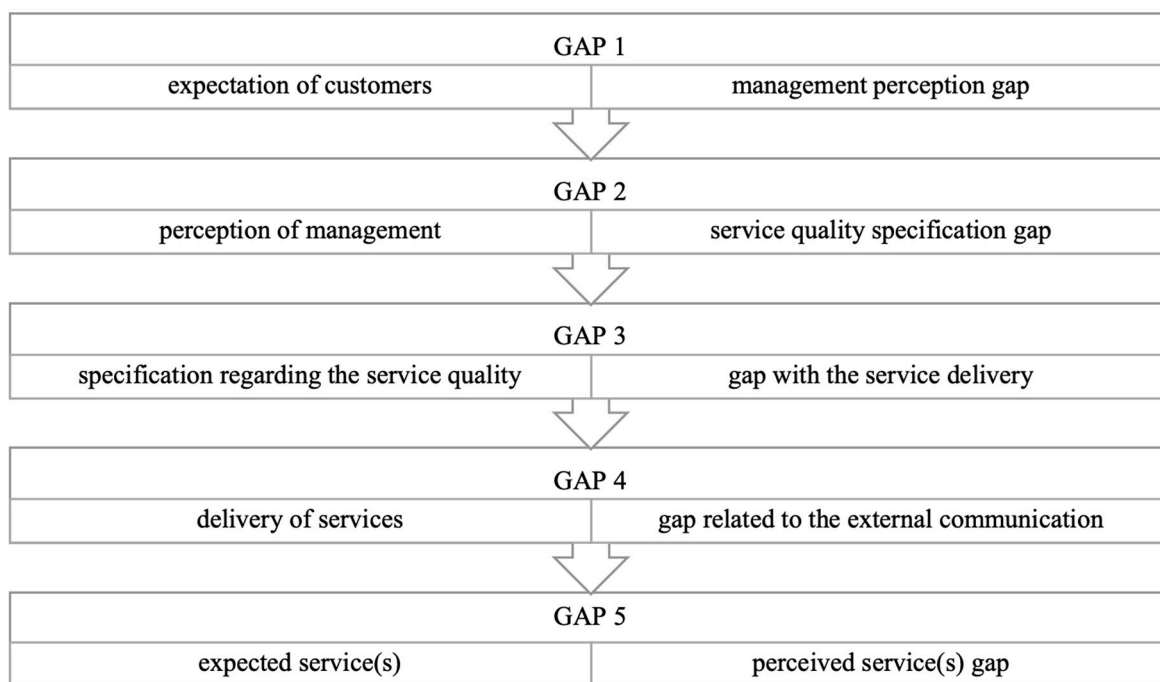 GAP 1
expectation of customers management perception gap
GAP 2
perception of management service quality specification gap
GAP 3
specification regarding the service quality gap with the service delivery
GAP 4
delivery of services gap related to the external communication
GAP 5
expected service(s) perceived service(s) gap